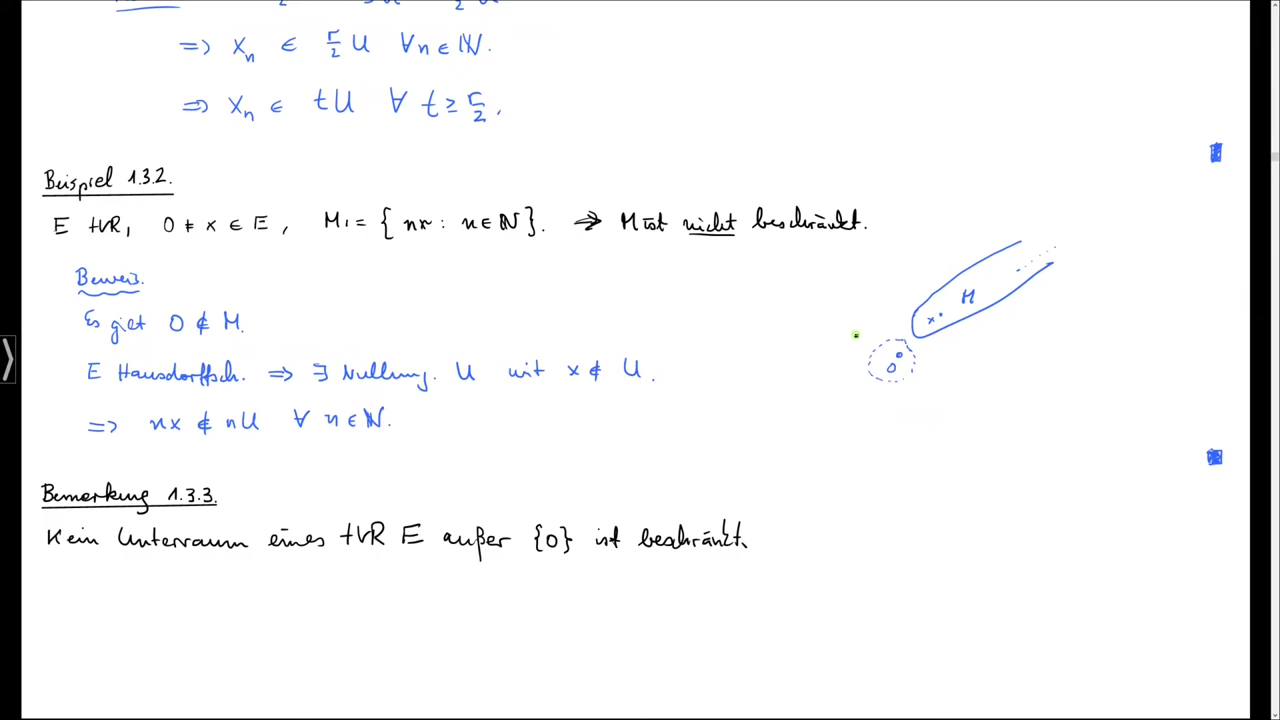 => xₙ ∈ r/2 U ∀n∈ℕ.
=> xₙ ∈ tU ∀ t ≥ r/2.
Beispiel 1.3.2.
E tVR, 0 ≠ x ∈ E, M := { nx : n∈ℕ }. => M ist nicht beschränkt.
Beweis.
Es gilt 0 ∉ M.
E Hausdorffsch. => ∃ Nullumg. U mit x ∉ U.
=> nx ∉ nU ∀ n∈ℕ.
M
x
0
Bemerkung 1.3.3.
Kein Unterraum eines tVR E außer {0} ist beschränkt.